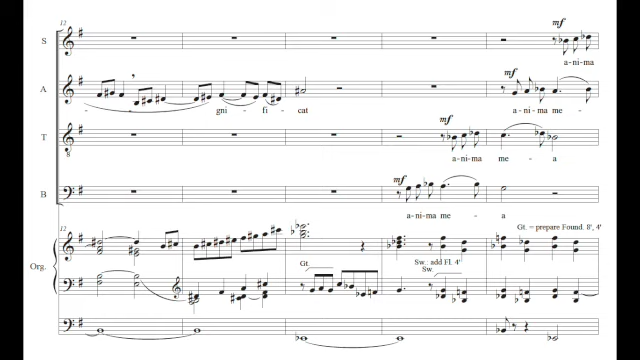 12
mf
S
a - ni - ma
mf
A
gni - fi - cat a - ni - ma me -
mf
T
8
a - ni - ma me - a
mf
B
a - ni - ma me - a
12
Gt. = prepare Found. 8', 4'
Org.
Gt.
Sw.: add Fl. 4'
Sw.